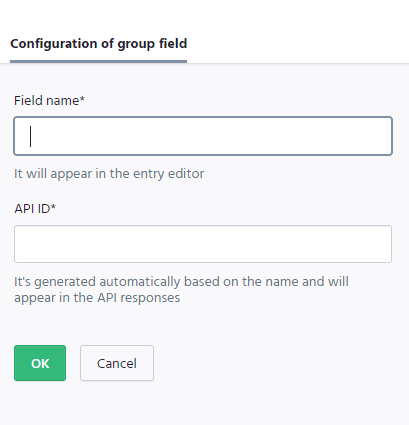 Configuration of group field
Field name*
It will appear in the entry editor
API ID*
It's generated automatically based on the name and will
appear in the API responses
OK
Cancel